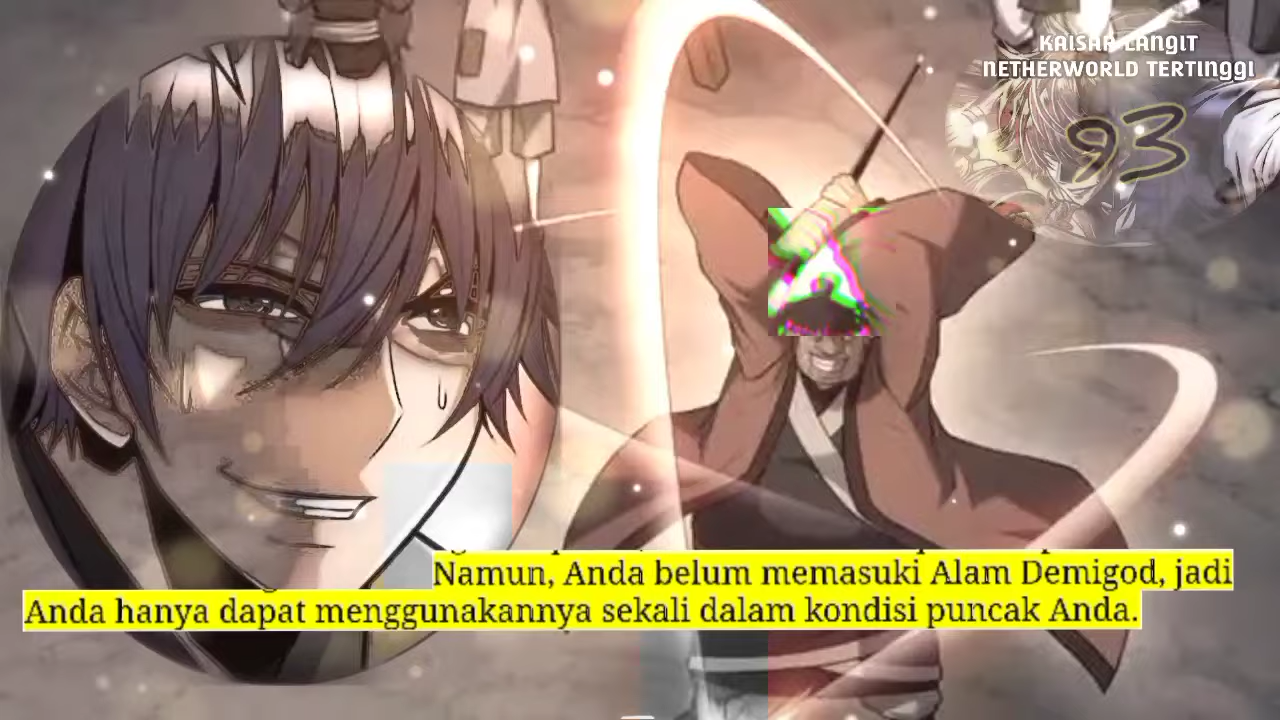 KAISAR LANGIT
NETHERWORLD TERTINGGI
93
Namun, Anda belum memasuki Alam Demigod, jadi
Anda hanya dapat menggunakannya sekali dalam kondisi puncak Anda.